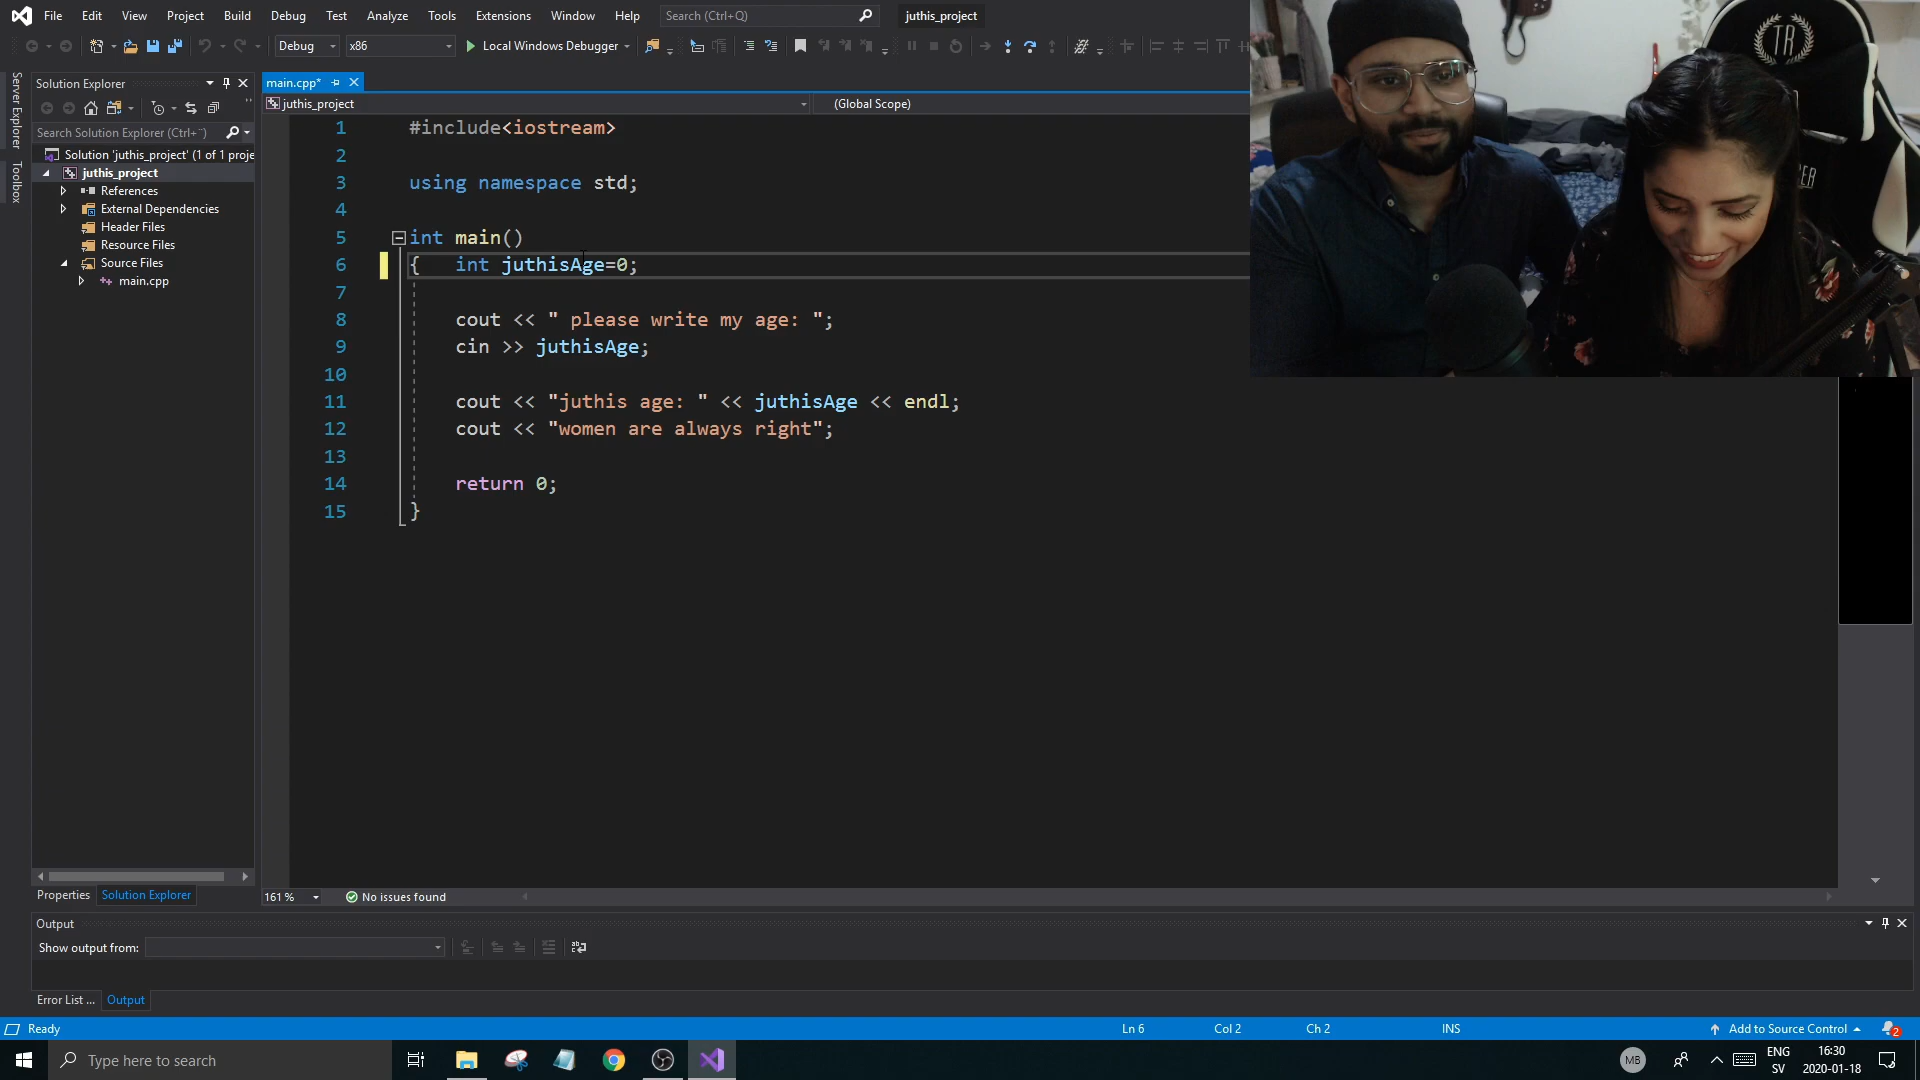 File Edit View Project Build Debug Test Analyze Tools Extensions Window Help Search (Ctrl+Q) juthis_project
Debug x86 Local Windows Debugger
Server Explorer
Toolbox
Solution Explorer
Search Solution Explorer (Ctrl+¨)
Solution 'juthis_project' (1 of 1 proje
juthis_project
References
External Dependencies
Header Files
Resource Files
Source Files
main.cpp
Properties Solution Explorer
main.cpp*
juthis_project (Global Scope)
1 #include<iostream>
2
3 using namespace std;
4
5 int main()
6 { int juthisAge=0;
7
8 cout << " please write my age: ";
9 cin >> juthisAge;
10
11 cout << "juthis age: " << juthisAge << endl;
12 cout << "women are always right";
13
14 return 0;
15 }
TR
161 % No issues found
Output
Show output from:
Error List ... Output
Ready Ln 6 Col 2 Ch 2 INS Add to Source Control 2
Type here to search MB ENG 16:30
SV 2020-01-18